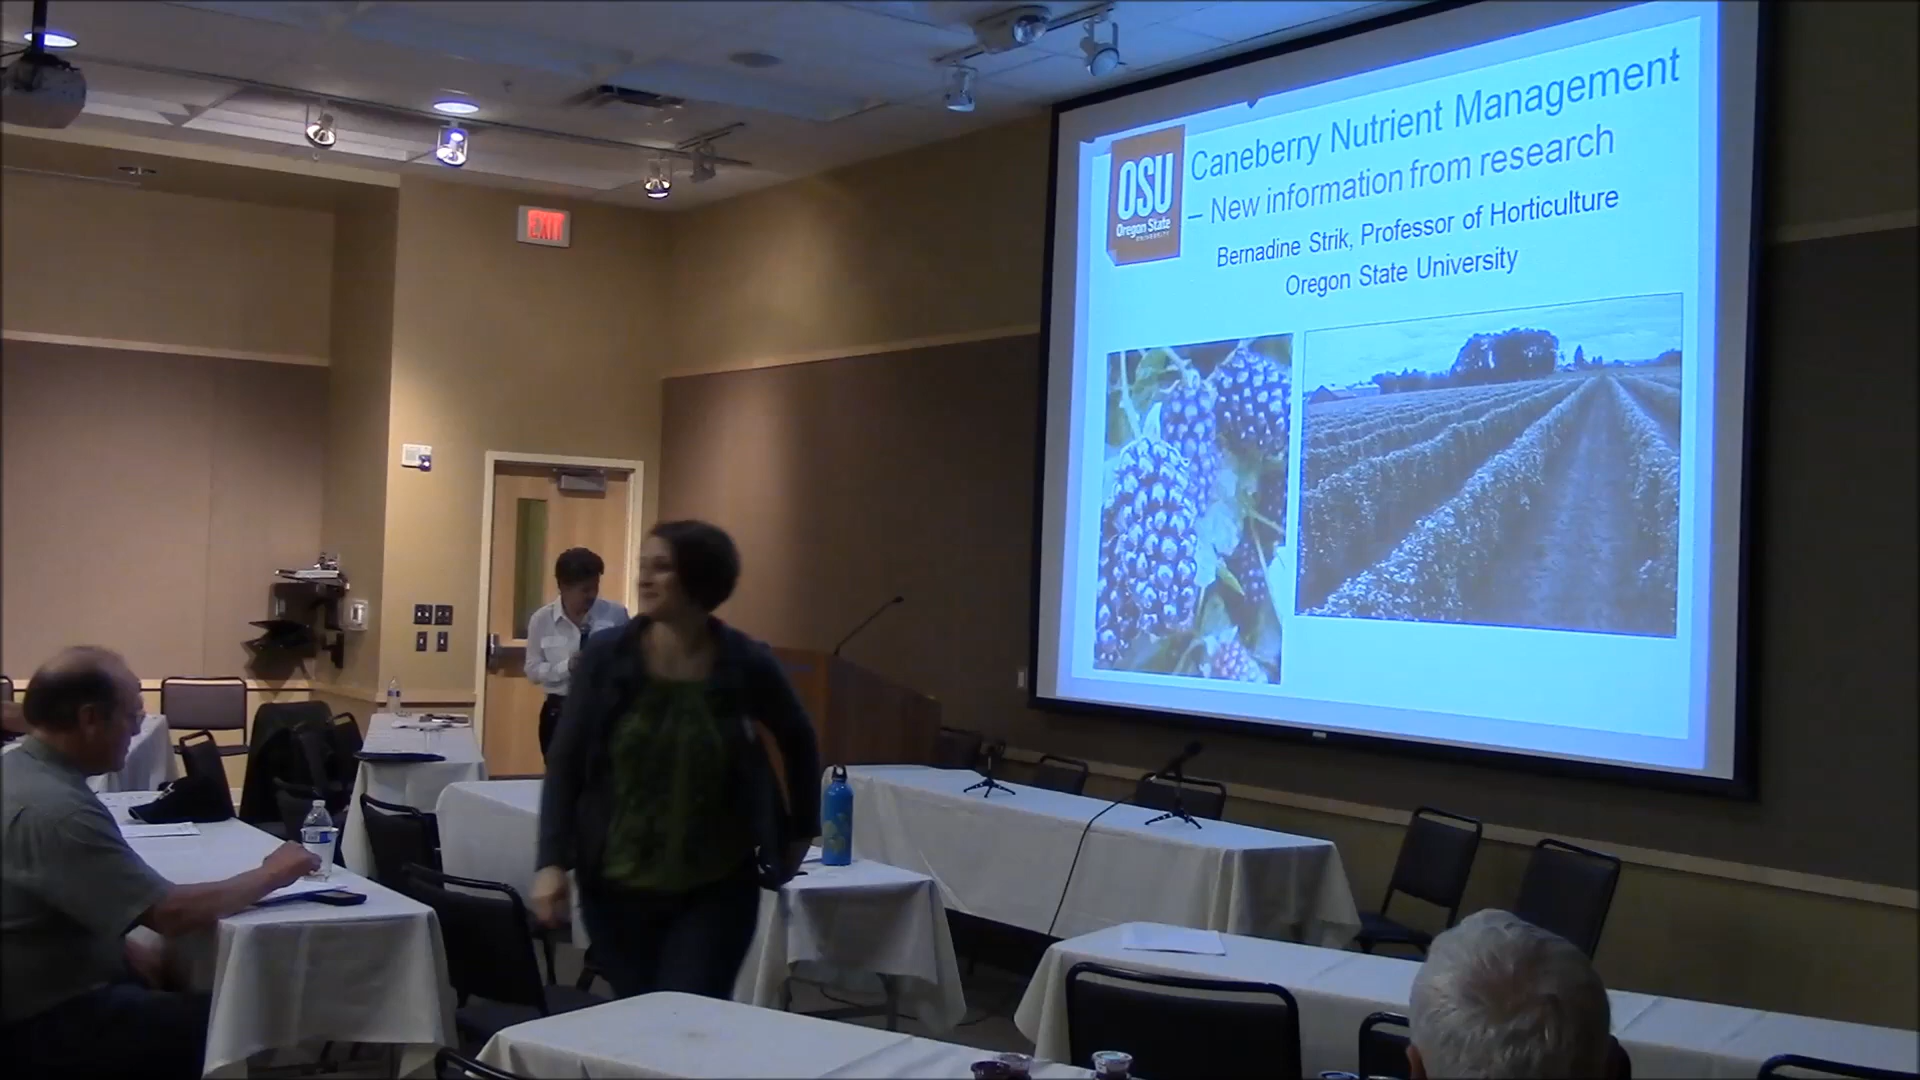 EXIT
Caneberry Nutrient Management
– New information from research
Bernadine Strik, Professor of Horticulture
Oregon State University
OSU
Oregon State
UNIVERSITY